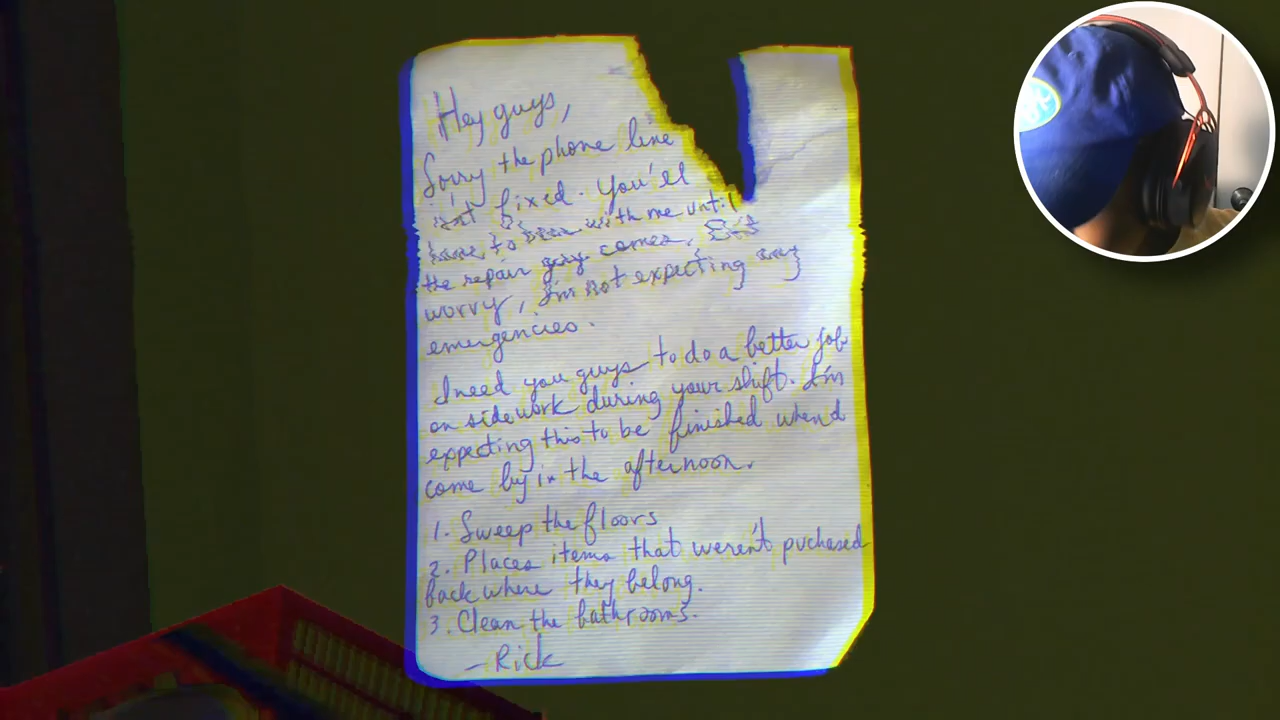 Hey guys,
Sorry the phone line
isn't fixed. You'll
have to bear with me until
the repair guy comes. But
worry, I'm not expecting any
emergencies.
I need you guys to do a better job
on sidework during your shift. I'm
expecting this to be finished when I
come by in the afternoon.
1. Sweep the floors
2. Places items that weren't puchased
back where they belong.
3. Clean the bathrooms.
- Rick